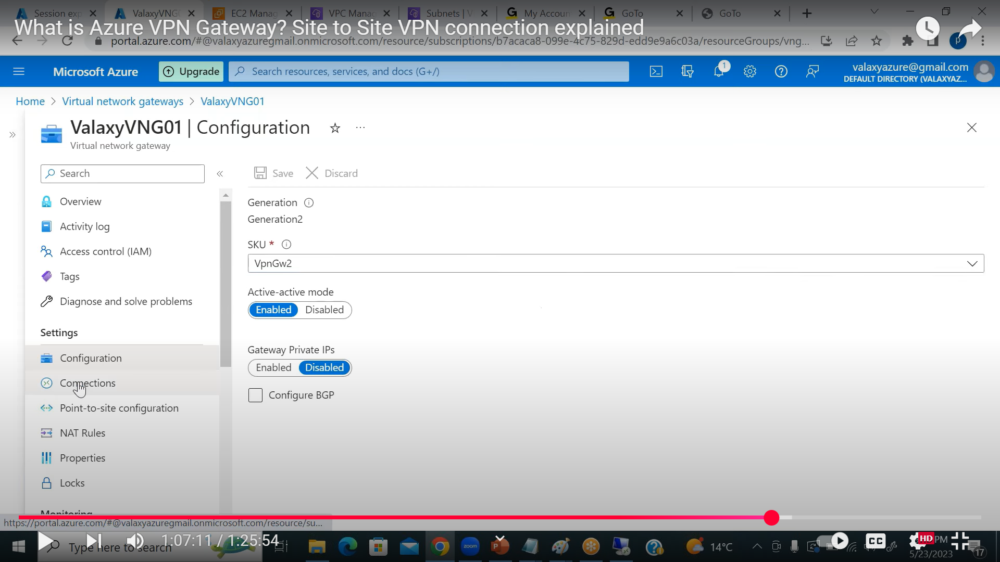 Session exp
ValaxyVNG
EC2 Manag
VPC Manac
Subnets | V
My Accoun
GoTo
GoTo
What is Azure VPN Gateway? Site to Site VPN connection explained
portal.azure.com/#@valaxyazuregmail.onmicrosoft.com/resource/subscriptions/b7acaca8-099e-4c75-829d-edd9e9a6c03a/resourceGroups/vng...
p
Microsoft Azure
Upgrade
Search resources, services, and docs (G+/)
1
valaxyazure@gmail.com
DEFAULT DIRECTORY (VALAXYAZ...
Home > Virtual network gateways > ValaxyVNG01
ValaxyVNG01 | Configuration
Virtual network gateway
Search
Save
Discard
Overview
Activity log
Access control (IAM)
Tags
Diagnose and solve problems
Settings
Configuration
Connections
Point-to-site configuration
NAT Rules
Properties
Locks
Monitoring
Generation
Generation2
SKU *
VpnGw2
Active-active mode
Enabled Disabled
Gateway Private IPs
Enabled Disabled
Configure BGP
https://portal.azure.com/#@valaxyazuregmail.onmicrosoft.com/resource/su...
1:07:11 / 1:25:54
Type here to search
zoom
14°C
CC
HD
PM
5/23/2023
17